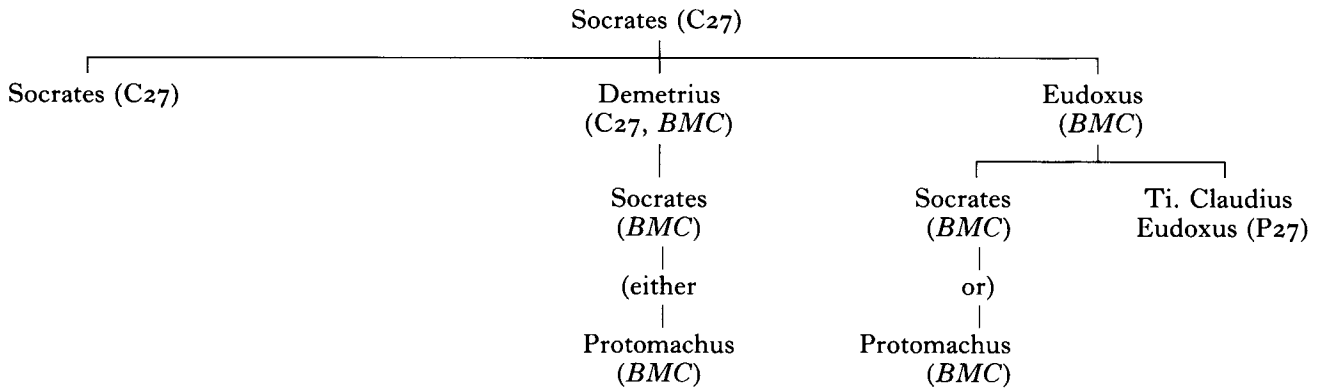 Socrates (C27)
Socrates (C27)
Demetrius
(C27, BMC)
Eudoxus
(BMC)
Socrates
(BMC)
Socrates
(BMC)
Ti. Claudius
Eudoxus (P27)
(either
or)
Protomachus
(BMC)
Protomachus
(BMC)